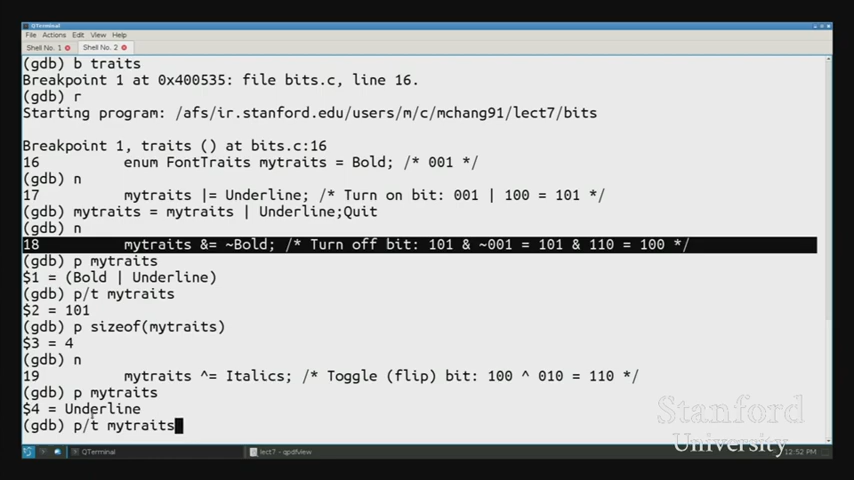 QTerminal
File Actions Edit View Help
Shell No. 1 Shell No. 2
(gdb) b traits
Breakpoint 1 at 0x400535: file bits.c, line 16.
(gdb) r
Starting program: /afs/ir.stanford.edu/users/m/c/mchang91/lect7/bits
Breakpoint 1, traits () at bits.c:16
16 enum FontTraits mytraits = Bold; /* 001 */
(gdb) n
17 mytraits |= Underline; /* Turn on bit: 001 | 100 = 101 */
(gdb) mytraits = mytraits | Underline;Quit
(gdb) n
18 mytraits &= ~Bold; /* Turn off bit: 101 & ~001 = 101 & 110 = 100 */
(gdb) p mytraits
$1 = (Bold | Underline)
(gdb) p/t mytraits
$2 = 101
(gdb) p sizeof(mytraits)
$3 = 4
(gdb) n
19 mytraits ^= Italics; /* Toggle (flip) bit: 100 ^ 010 = 110 */
(gdb) p mytraits
$4 = Underline
(gdb) p/t mytraits
Stanford
University
QTerminal lect7 - qpdfview 12:52 PM